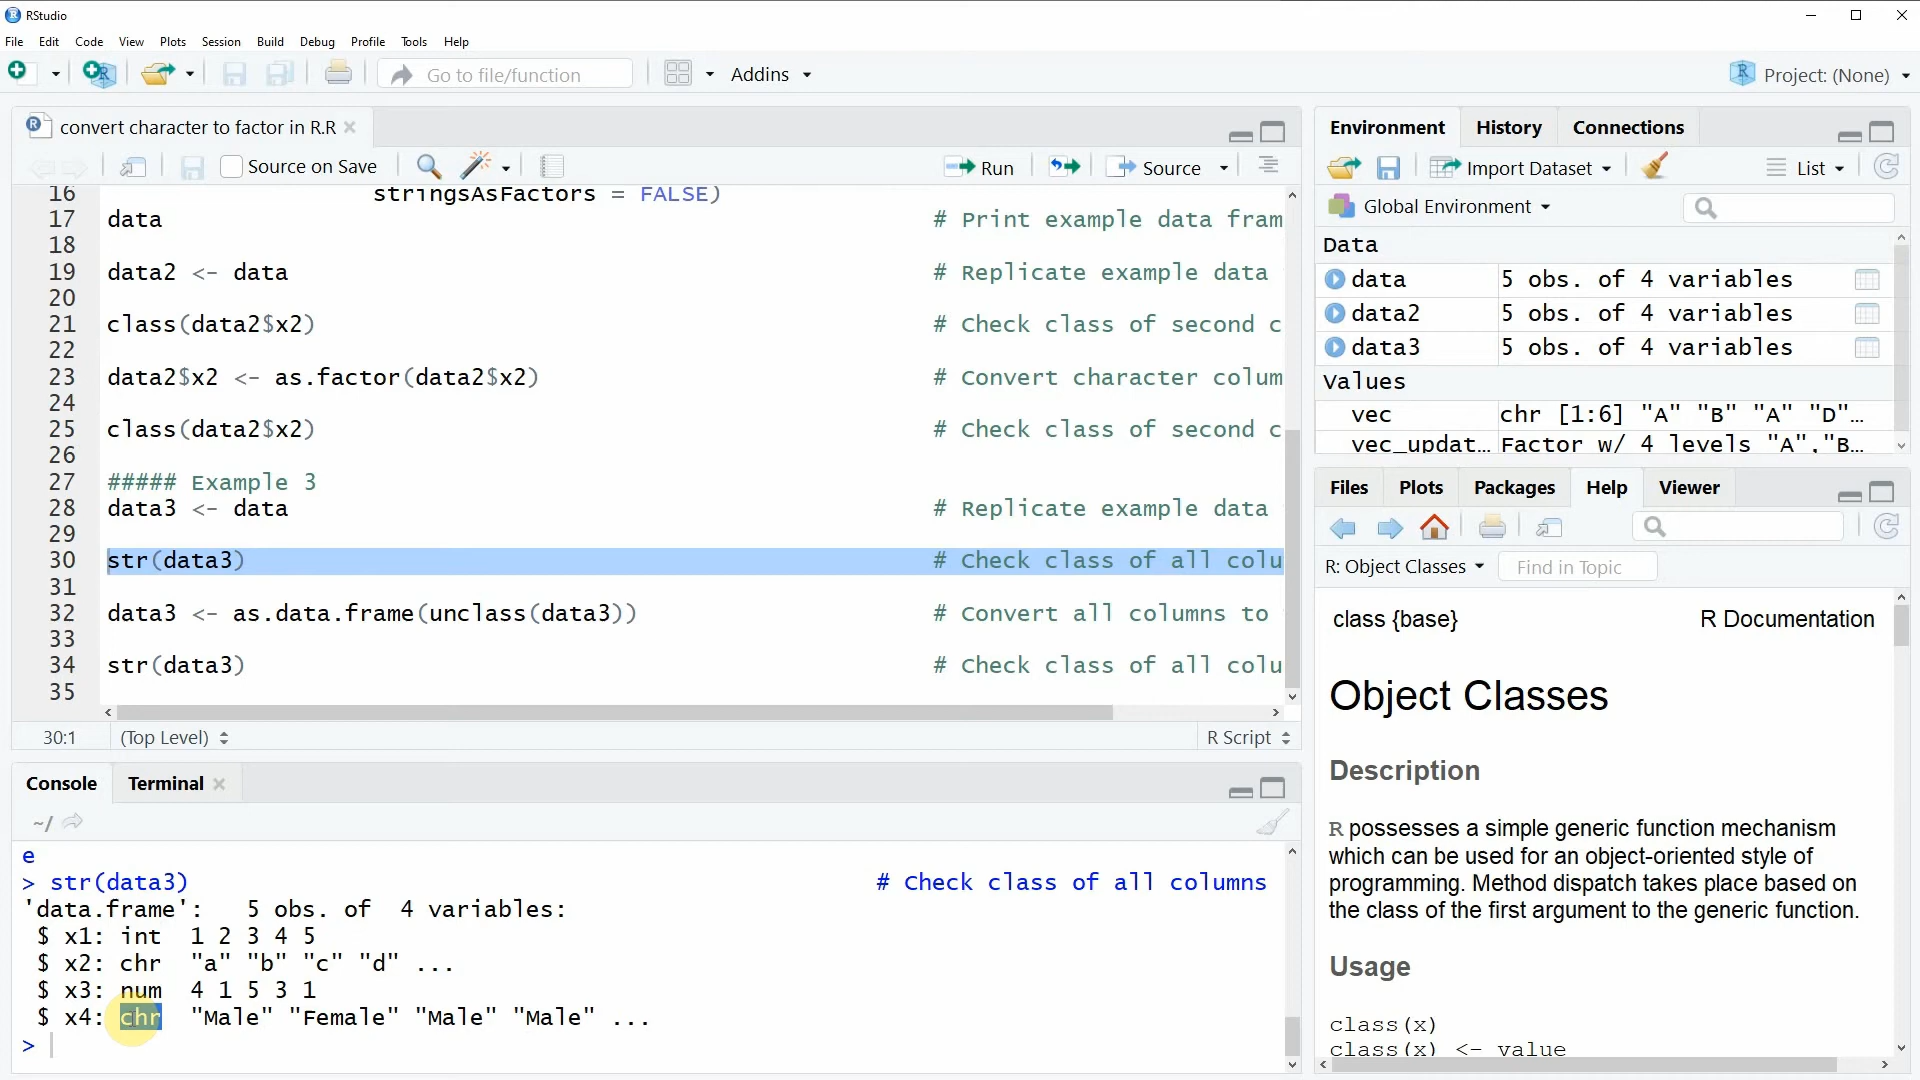 RStudio
File Edit Code View Plots Session Build Debug Profile Tools Help
Go to file/function Addins Project: (None)
convert character to factor in R.R
Source on Save Run Source
16 stringsAsFactors = FALSE)
17 data # Print example data fram
18
19 data2 <- data # Replicate example data
20
21 class(data2$x2) # Check class of second c
22
23 data2$x2 <- as.factor(data2$x2) # Convert character colum
24
25 class(data2$x2) # Check class of second c
26
27 ##### Example 3
28 data3 <- data # Replicate example data
29
30 str(data3) # Check class of all colu
31
32 data3 <- as.data.frame(unclass(data3)) # Convert all columns to
33
34 str(data3) # Check class of all colu
35
30:1 (Top Level) R Script
Console Terminal
~/
e
> str(data3) # Check class of all columns
'data.frame': 5 obs. of 4 variables:
$ x1: int 1 2 3 4 5
$ x2: chr "a" "b" "c" "d" ...
$ x3: num 4 1 5 3 1
$ x4: chr "Male" "Female" "Male" "Male" ...
>
Environment History Connections
Import Dataset List
Global Environment
Data
data 5 obs. of 4 variables
data2 5 obs. of 4 variables
data3 5 obs. of 4 variables
Values
vec chr [1:6] "A" "B" "A" "D"…
vec_updat… Factor w/ 4 levels "A","B…
Files Plots Packages Help Viewer
R: Object Classes Find in Topic
class {base} R Documentation
Object Classes
Description
R possesses a simple generic function mechanism
which can be used for an object-oriented style of
programming. Method dispatch takes place based on
the class of the first argument to the generic function.
Usage
class(x)
class(x) <- value